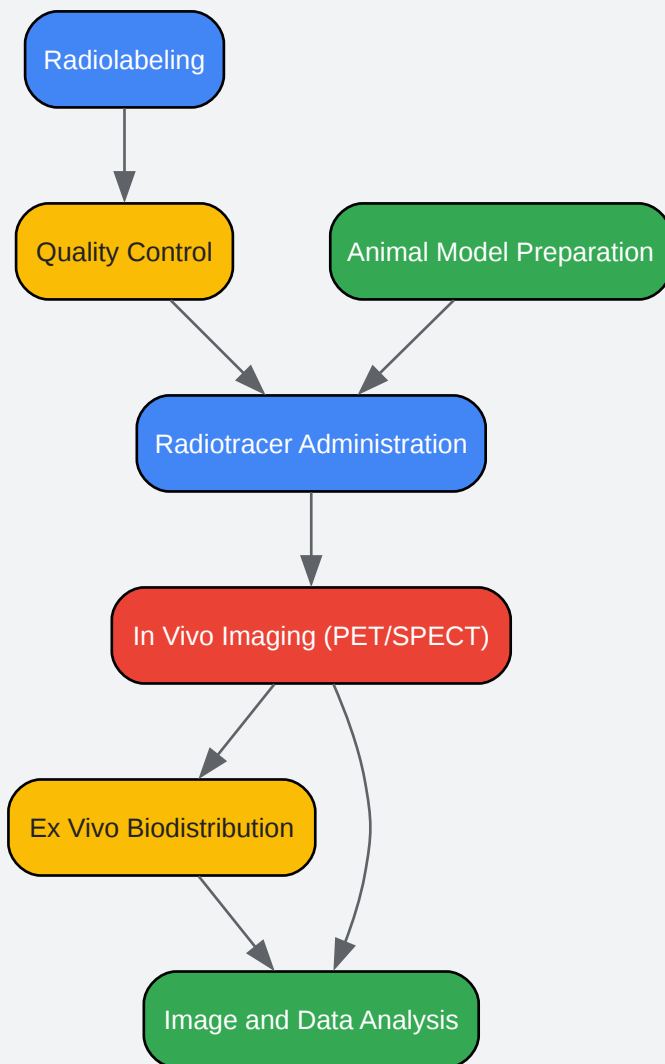 Radiolabeling
Quality Control
Animal Model Preparation
Radiotracer Administration
In Vivo Imaging (PET/SPECT)
Ex Vivo Biodistribution
Image and Data Analysis